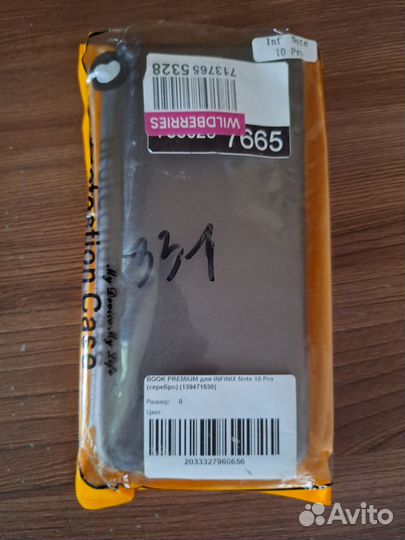 Inf Note
10 Pro
713765 5328
WILDBERRIES
7665
331
Protection Case
My Device My Life
BOOK PREMIUM для INFINIX Note 10 Pro
(серебро) (139471530)
Размер: 0
Цвет:
2033327960656
Avito